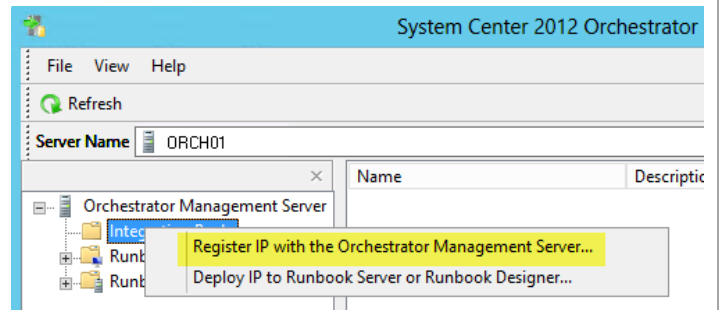 System Center 2012 Orchestrator
File View Help
Refresh
Server Name ORCH01
Name Descriptic
Orchestrator Management Server
Register IP with the Orchestrator Management Server...
Deploy IP to Runbook Server or Runbook Designer...